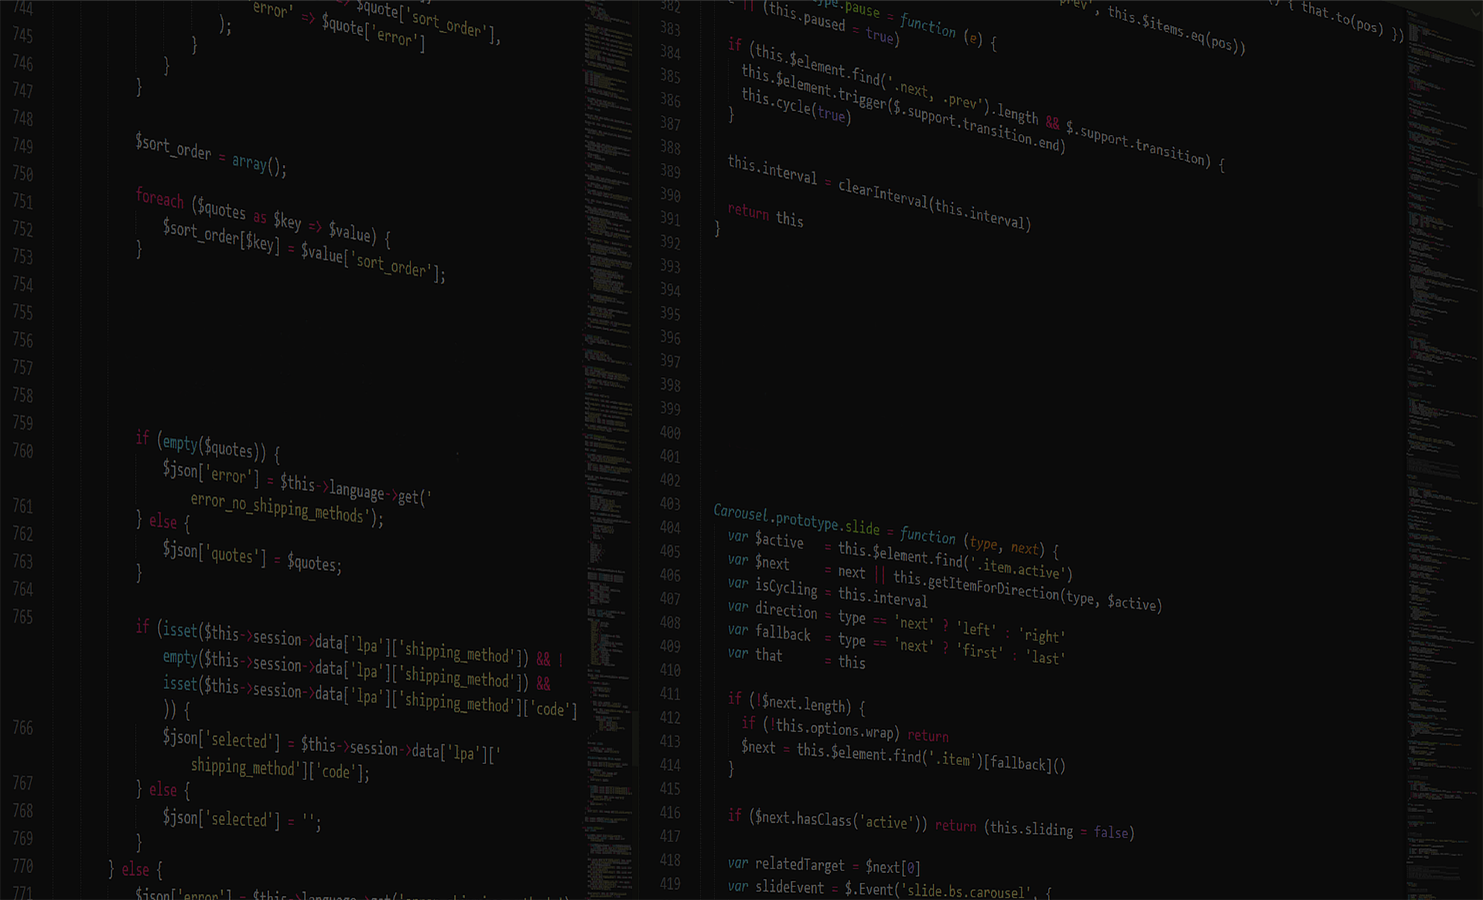 744
745
746
747
748
749
750
751
752
753
754
755
756
757
758
759
760
761
762
763
764
765
766
767
768
769
770
771
=> $quote['sort_order'],
'error' => $quote['error']
);
}
}
}
$sort_order = array();
foreach ($quotes as $key => $value) {
$sort_order[$key] = $value['sort_order'];
}
if (empty($quotes)) {
$json['error'] = $this->language->get('
error_no_shipping_methods');
} else {
$json['quotes'] = $quotes;
}
if (isset($this->session->data['lpa']['shipping_method']) && !
empty($this->session->data['lpa']['shipping_method']) &&
isset($this->session->data['lpa']['shipping_method']['code']
)) {
$json['selected'] = $this->session->data['lpa']['
shipping_method']['code'];
} else {
$json['selected'] = '';
}
} else {
$json['error'] =
382
383
384
385
386
387
388
389
390
391
392
393
394
395
396
397
398
399
400
401
402
403
404
405
406
407
408
409
410
411
412
413
414
415
416
417
418
419
this.$items.eq(pos))
{ that.to(pos) })
.pause = function (e) {
|| (this.paused = true)
if (this.$element.find('.next, .prev').length && $.support.transition) {
this.$element.trigger($.support.transition.end)
this.cycle(true)
}
this.interval = clearInterval(this.interval)
return this
}
Carousel.prototype.slide = function (type, next) {
var $active = this.$element.find('.item.active')
var $next = next || this.getItemForDirection(type, $active)
var isCycling = this.interval
var direction = type == 'next' ? 'left' : 'right'
var fallback = type == 'next' ? 'first' : 'last'
var that = this
if (!$next.length) {
if (!this.options.wrap) return
$next = this.$element.find('.item')[fallback]()
}
if ($next.hasClass('active')) return (this.sliding = false)
var relatedTarget = $next[0]
var slideEvent = $.Event('slide.bs.carousel', {